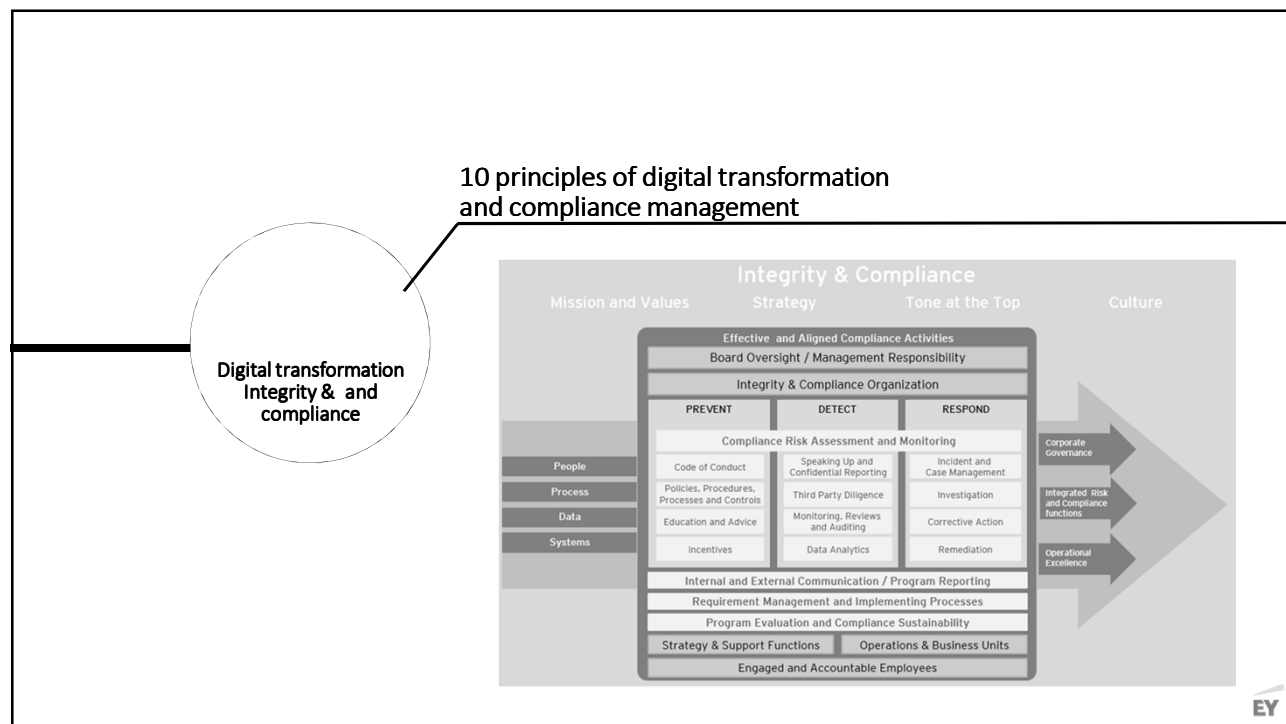 10 principles of digital transformation
and compliance management
Digital transformation
Integrity &  and
compliance
Integrity & Compliance
Mission and Values
Strategy
Tone at the Top
Culture
Effective  and Aligned Compliance Activities
Board Oversight / Management Responsibility
Integrity & Compliance Organization
PREVENT
DETECT
RESPOND
Compliance Risk Assessment and Monitoring
Code of Conduct
Speaking Up and
Confidential Reporting
Incident and
Case Management
Policies, Procedures,
Processes and Controls
Third Party Diligence
Investigation
Education and Advice
Monitoring, Reviews
and Auditing
Corrective Action
Incentives
Data Analytics
Remediation
People
Process
Data
Systems
Corporate
Governance
Integrated  Risk
and Compliance
functions
Operational
Excellence
Internal and External Communication / Program Reporting
Requirement Management and Implementing Processes
Program Evaluation and Compliance Sustainability
Strategy & Support Functions
Operations & Business Units
Engaged and Accountable Employees
EY